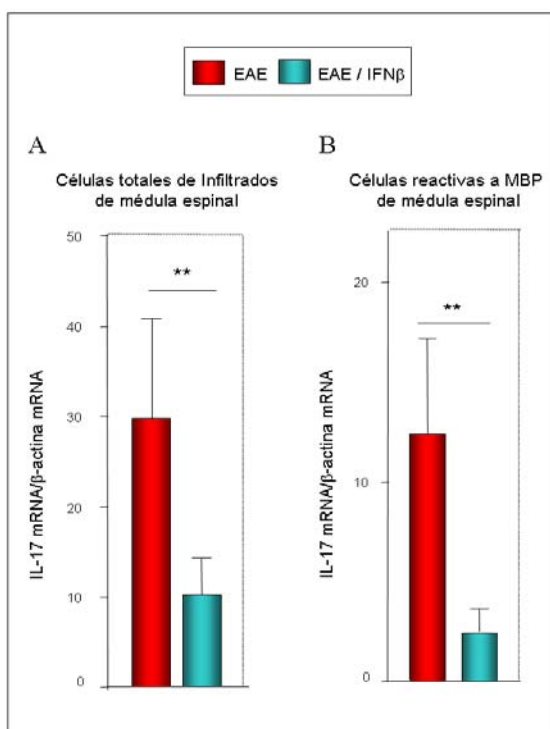 EAE EAE / IFNβ
A
Células totales de Infiltrados
de médula espinal
50
40
30
20
10
0
IL-17 mRNA/β-actina mRNA
**
B
Células reactivas a MBP
de médula espinal
20
10
0
IL-17 mRNA/β-actina mRNA
**